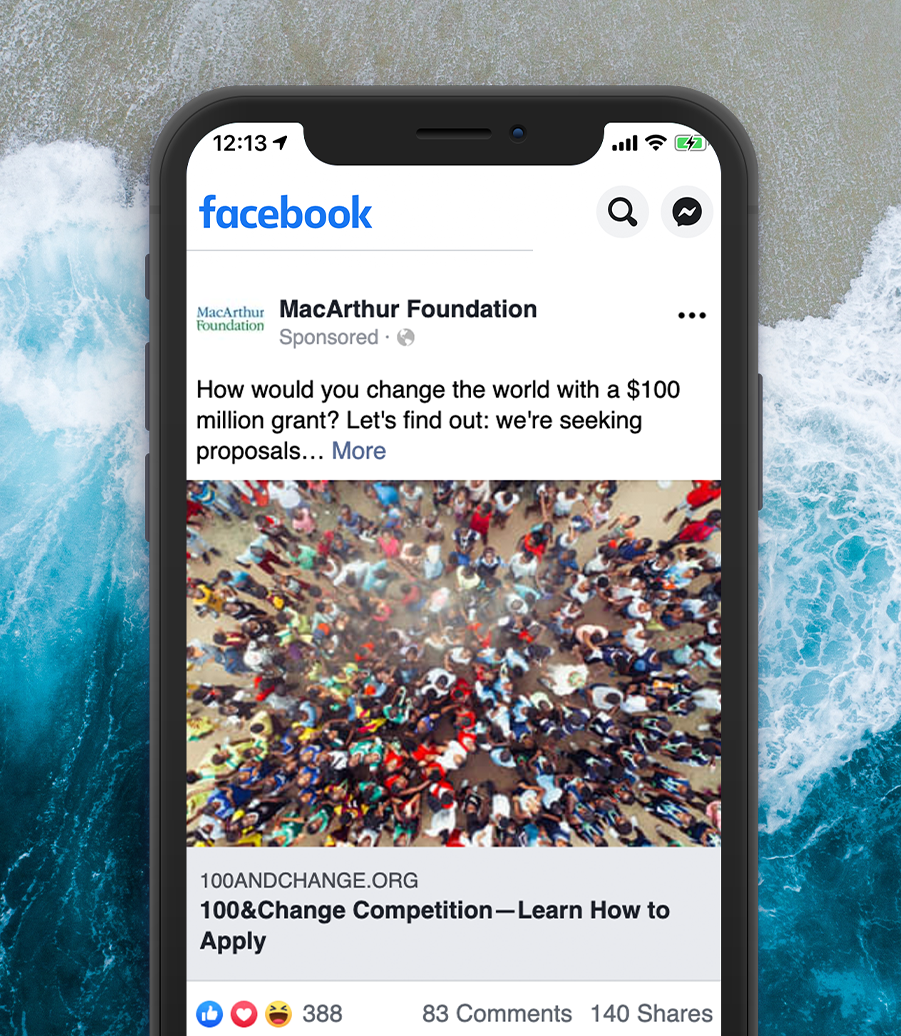 12:13
facebook
MacArthur
Foundation
MacArthur Foundation
Sponsored ·
How would you change the world with a $100
million grant? Let's find out: we're seeking
proposals… More
100ANDCHANGE.ORG
100&Change Competition—Learn How to
Apply
388 83 Comments 140 Shares